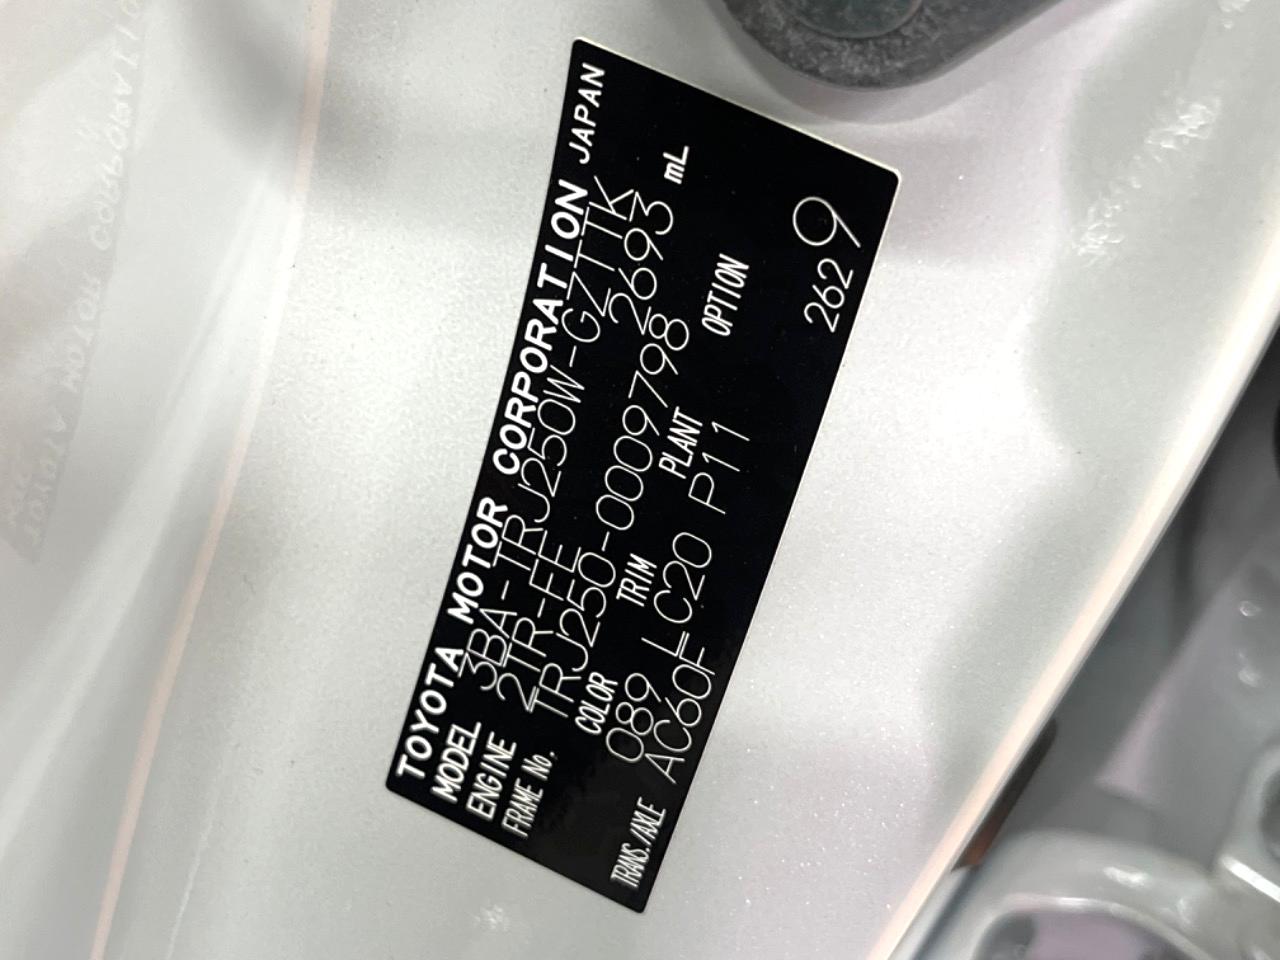 TOYOTA MOTOR CORPORATION JAPAN
MODEL 3BA-TRJ250W-GZTTK
ENGINE 2TR-FE 2693 mL
FRAME No. TRJ250-0009798
COLOR TRIM PLANT OPTION
089 LC20 P11
TRANS./AXLE AC60F 2629